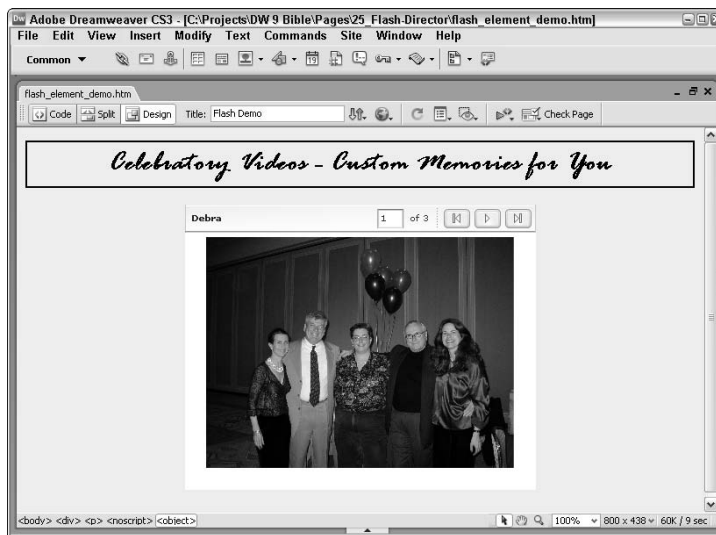 Adobe Dreamweaver CS3 - [C:\Projects\DW 9 Bible\Pages\25_Flash-Director\flash_element_demo.htm]
File Edit View Insert Modify Text Commands Site Window Help
Common
flash_element_demo.htm
Code Split Design Title: Flash Demo Check Page
Celebratory Videos - Custom Memories for You
Debra 1 of 3
<body> <div> <p> <noscript> <object> 100% 800 x 438 60K / 9 sec